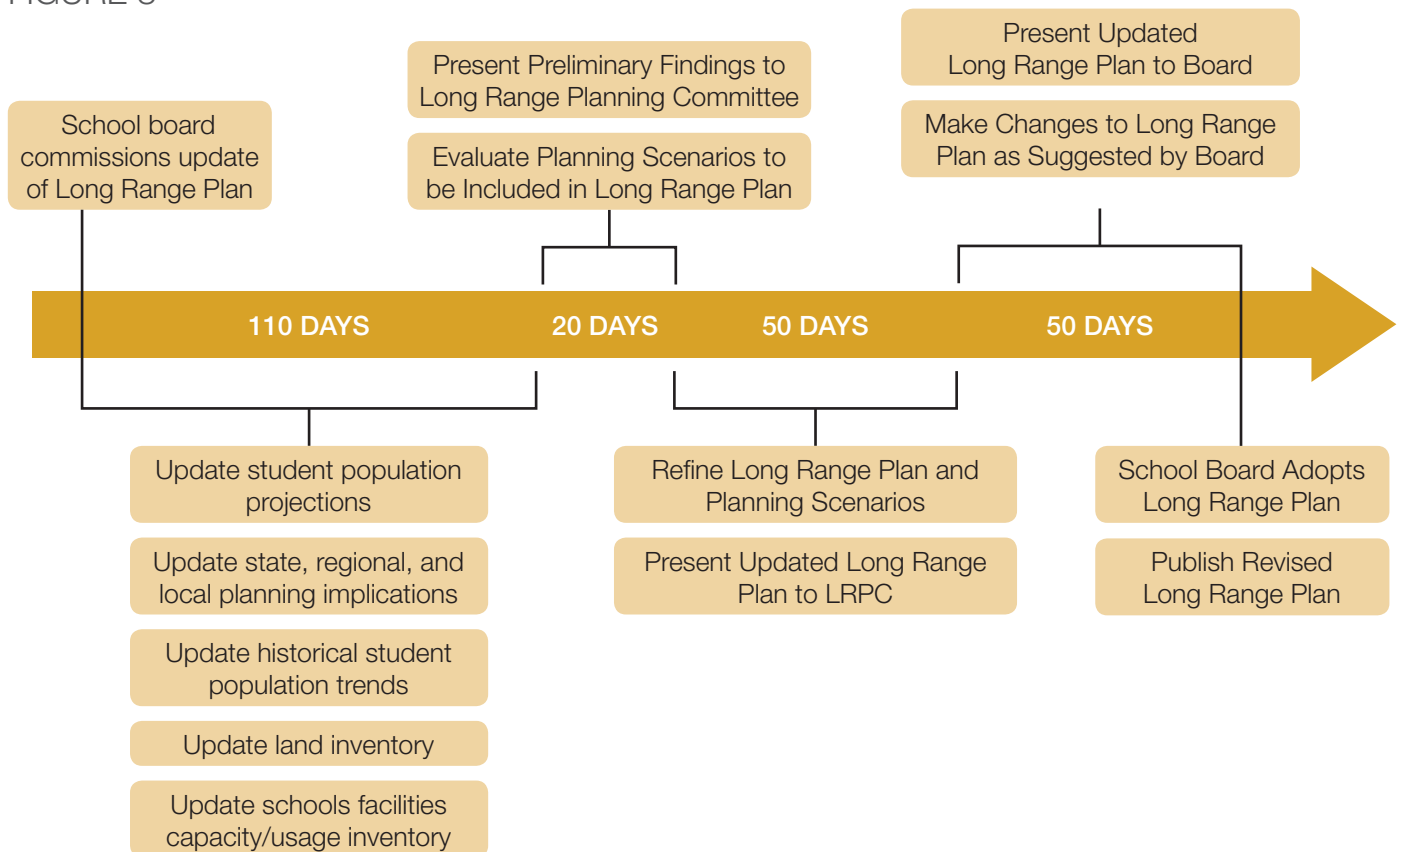 School board
commissions update
of Long Range Plan
Present Preliminary Findings to
Long Range Planning Committee
Evaluate Planning Scenarios to
be Included in Long Range Plan
Present Updated
Long Range Plan to Board
Make Changes to Long Range
Plan as Suggested by Board
110 DAYS
20 DAYS
50 DAYS
50 DAYS
Update student population
projections
Update state, regional, and
local planning implications
Update historical student
population trends
Update land inventory
Update schools facilities
capacity/usage inventory
Refine Long Range Plan and
Planning Scenarios
Present Updated Long Range
Plan to LRPC
School Board Adopts
Long Range Plan
Publish Revised
Long Range Plan